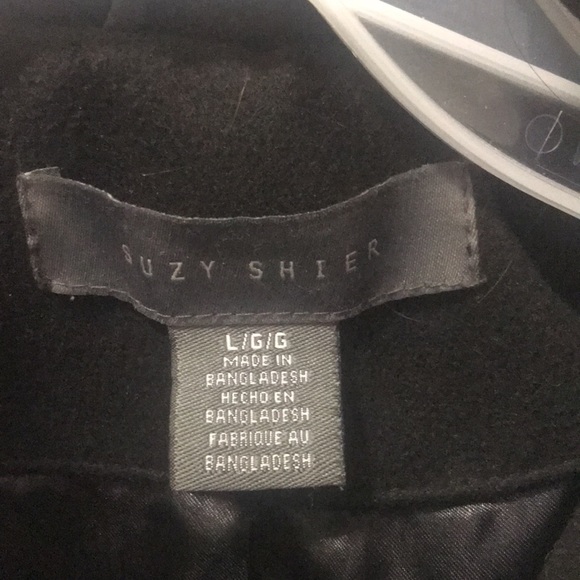 SUZY SHIER
L/G/G
MADE IN
BANGLADESH
HECHO EN
BANGLADESH
FABRIQUE AU
BANGLADESH